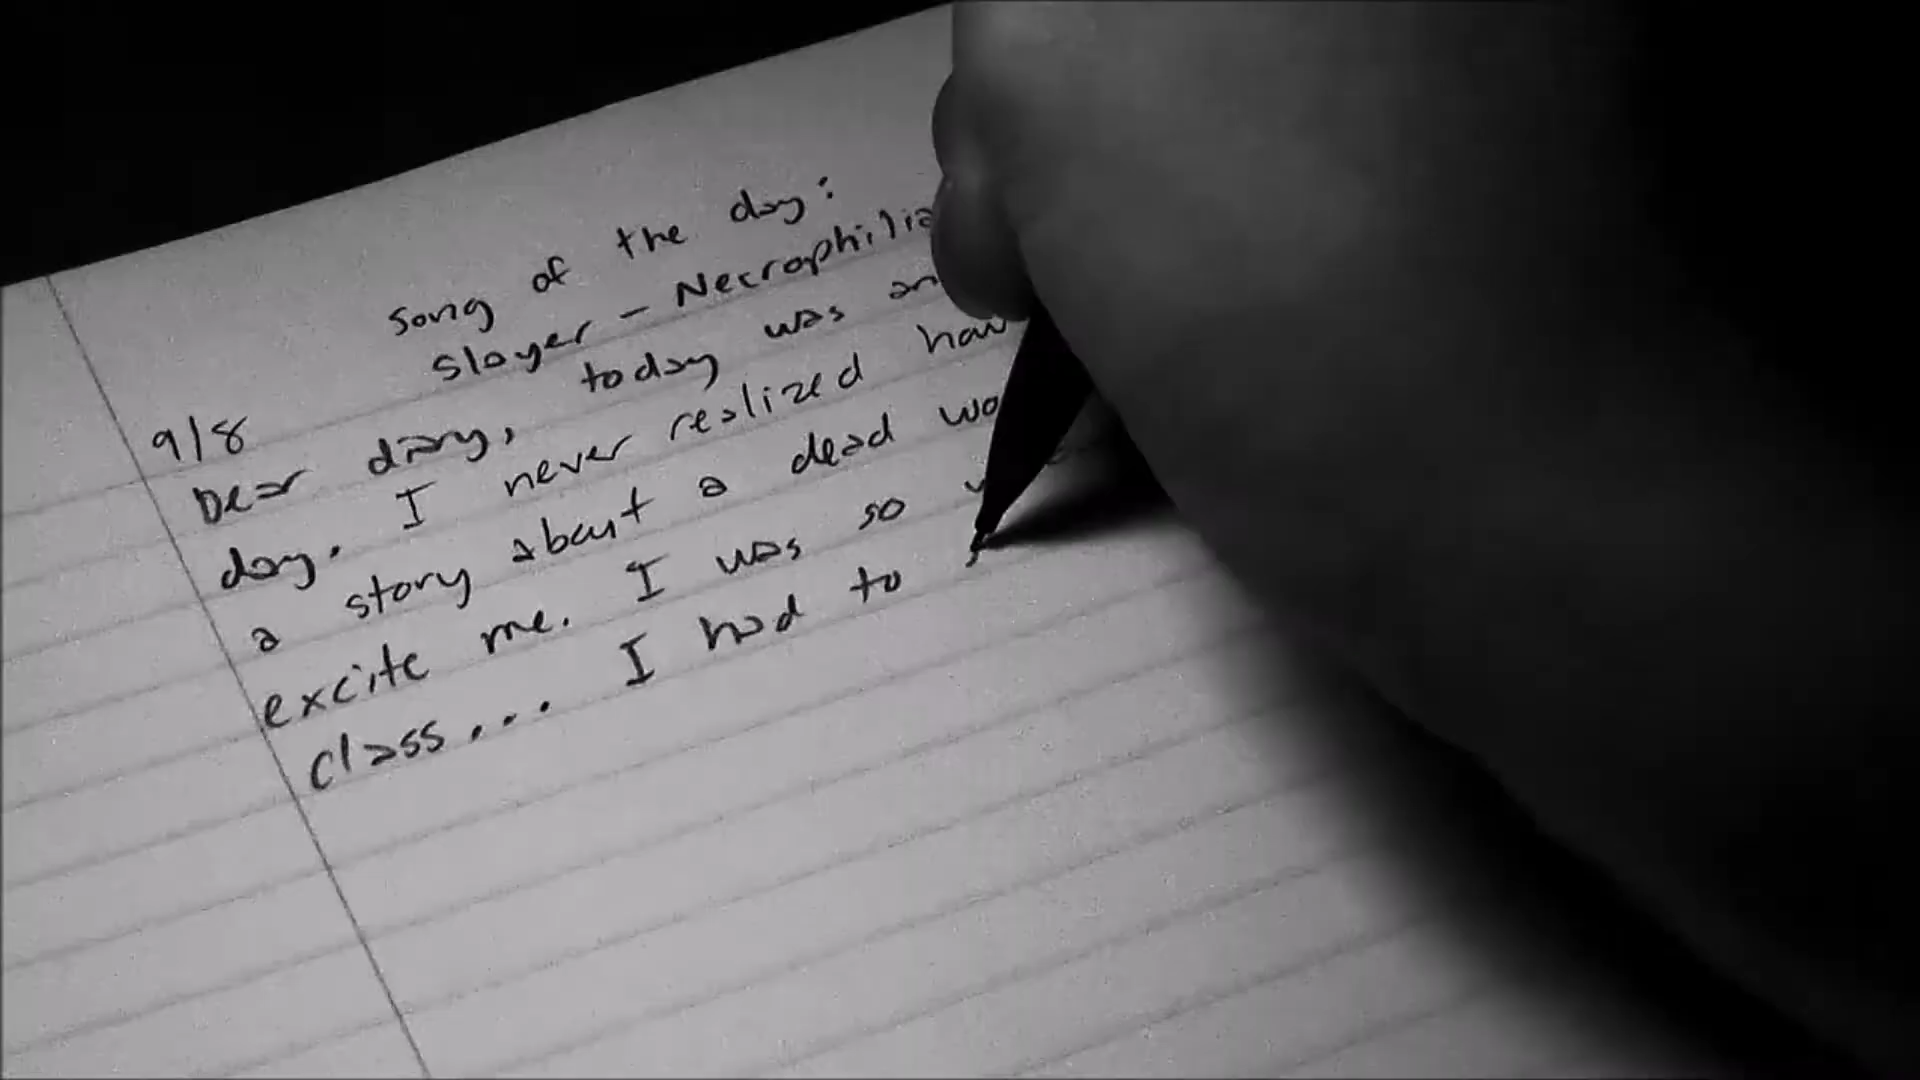 song of the day:
Slayer - Necrophilia
9/8
Dear diary, today was
day. I never realized
a story about a dead
excite me. I was so
class... I had to